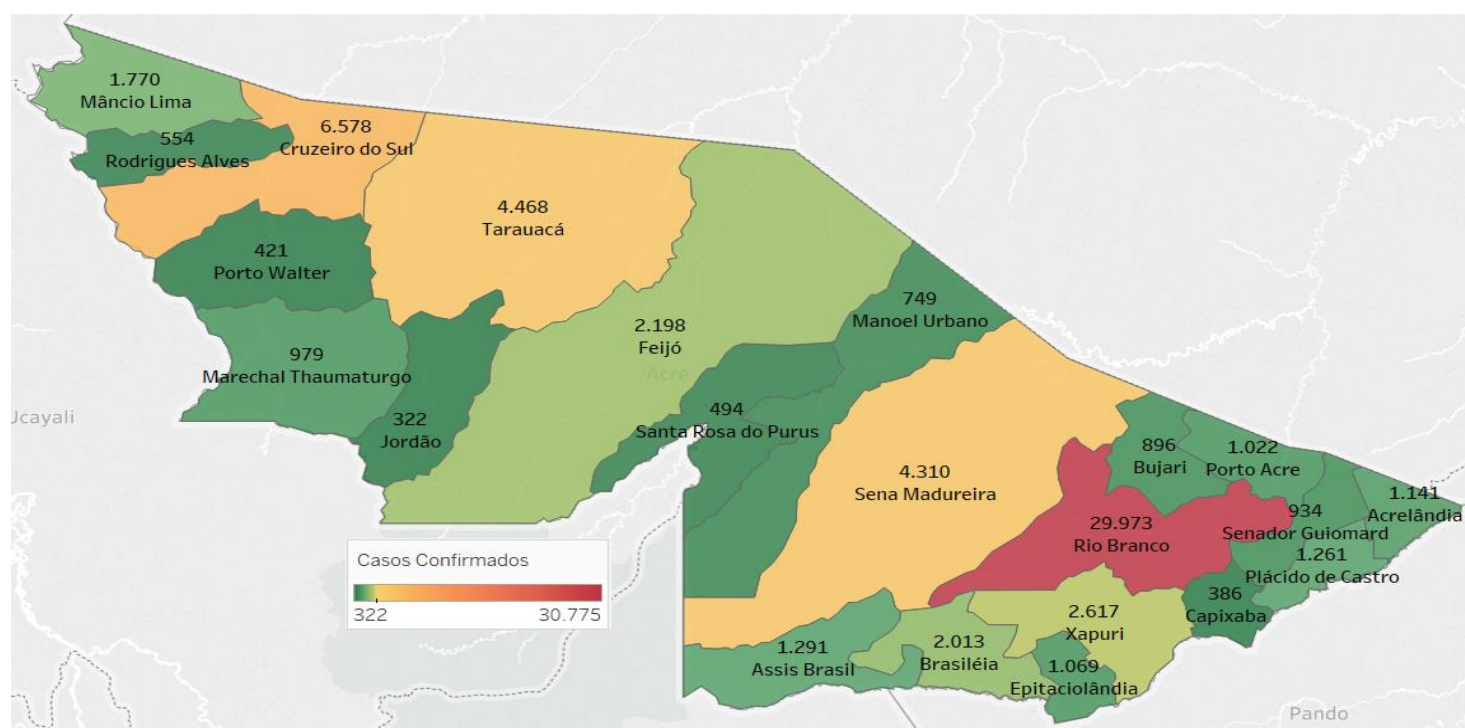 1.770
Mâncio Lima
554
Rodrigues Alves
6.578
Cruzeiro do Sul
4.468
Tarauacá
421
Porto Walter
749
Manoel Urbano
2.198
Feijó
Acre
979
Marechal Thaumaturgo
322
Jordão
494
Santa Rosa do Purus
Ucayali
4.310
Sena Madureira
896
Bujari
1.022
Porto Acre
1.141
Acrelândia
934
Senador Guiomard
29.973
Rio Branco
1.261
Plácido de Castro
386
Capixaba
2.617
Xapuri
2.013
Brasiléia
1.291
Assis Brasil
1.069
Epitaciolândia
Casos Confirmados
322 30.775
Pando